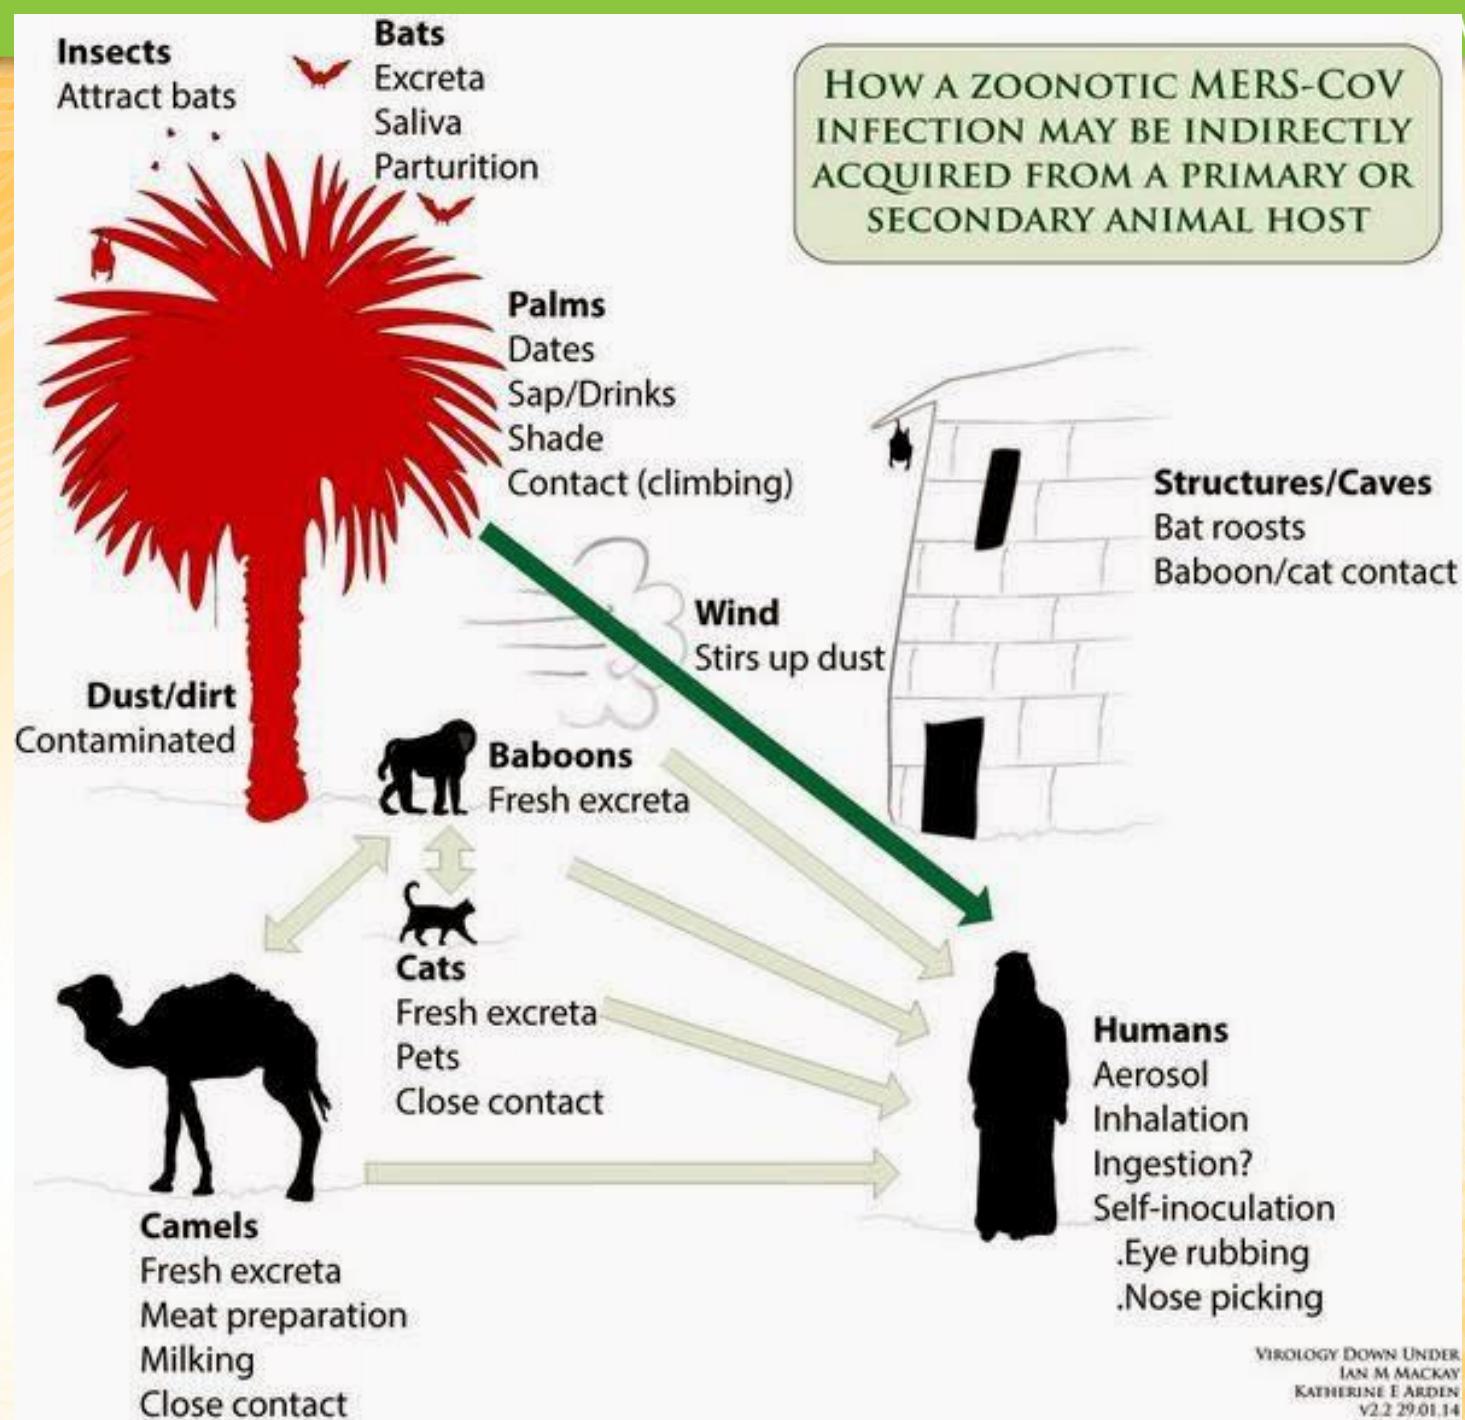 Insects
Attract bats
Bats
Excreta
Saliva
Parturition
HOW A ZOONOTIC MERS-COV
INFECTION MAY BE INDIRECTLY
ACQUIRED FROM A PRIMARY OR
SECONDARY ANIMAL HOST
Palms
Dates
Sap/Drinks
Shade
Contact (climbing)
Structures/Caves
Bat roosts
Baboon/cat contact
Wind
Stirs up dust
Dust/dirt
Contaminated
Baboons
Fresh excreta
Cats
Fresh excreta
Pets
Close contact
Humans
Aerosol
Inhalation
Ingestion?
Self-inoculation
.Eye rubbing
.Nose picking
Camels
Fresh excreta
Meat preparation
Milking
Close contact
VIROLOGY DOWN UNDER
IAN M MACKAY
KATHERINE E ARDEN
V2.2 29.01.14